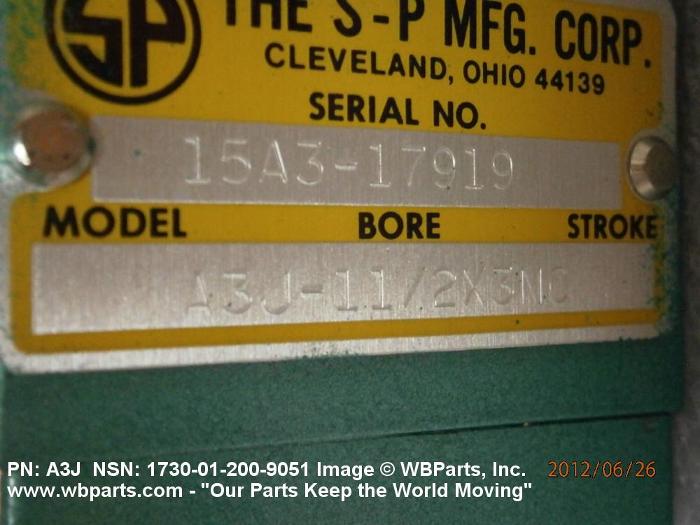 SP
THE S-P MFG. CORP.
CLEVELAND, OHIO 44139
SERIAL NO.
15A3-17919
MODEL BORE STROKE
A3J-11/2X3NC
PN: A3J NSN: 1730-01-200-9051 Image © WBParts, Inc. 2012/06/26
www.wbparts.com - "Our Parts Keep the World Moving"